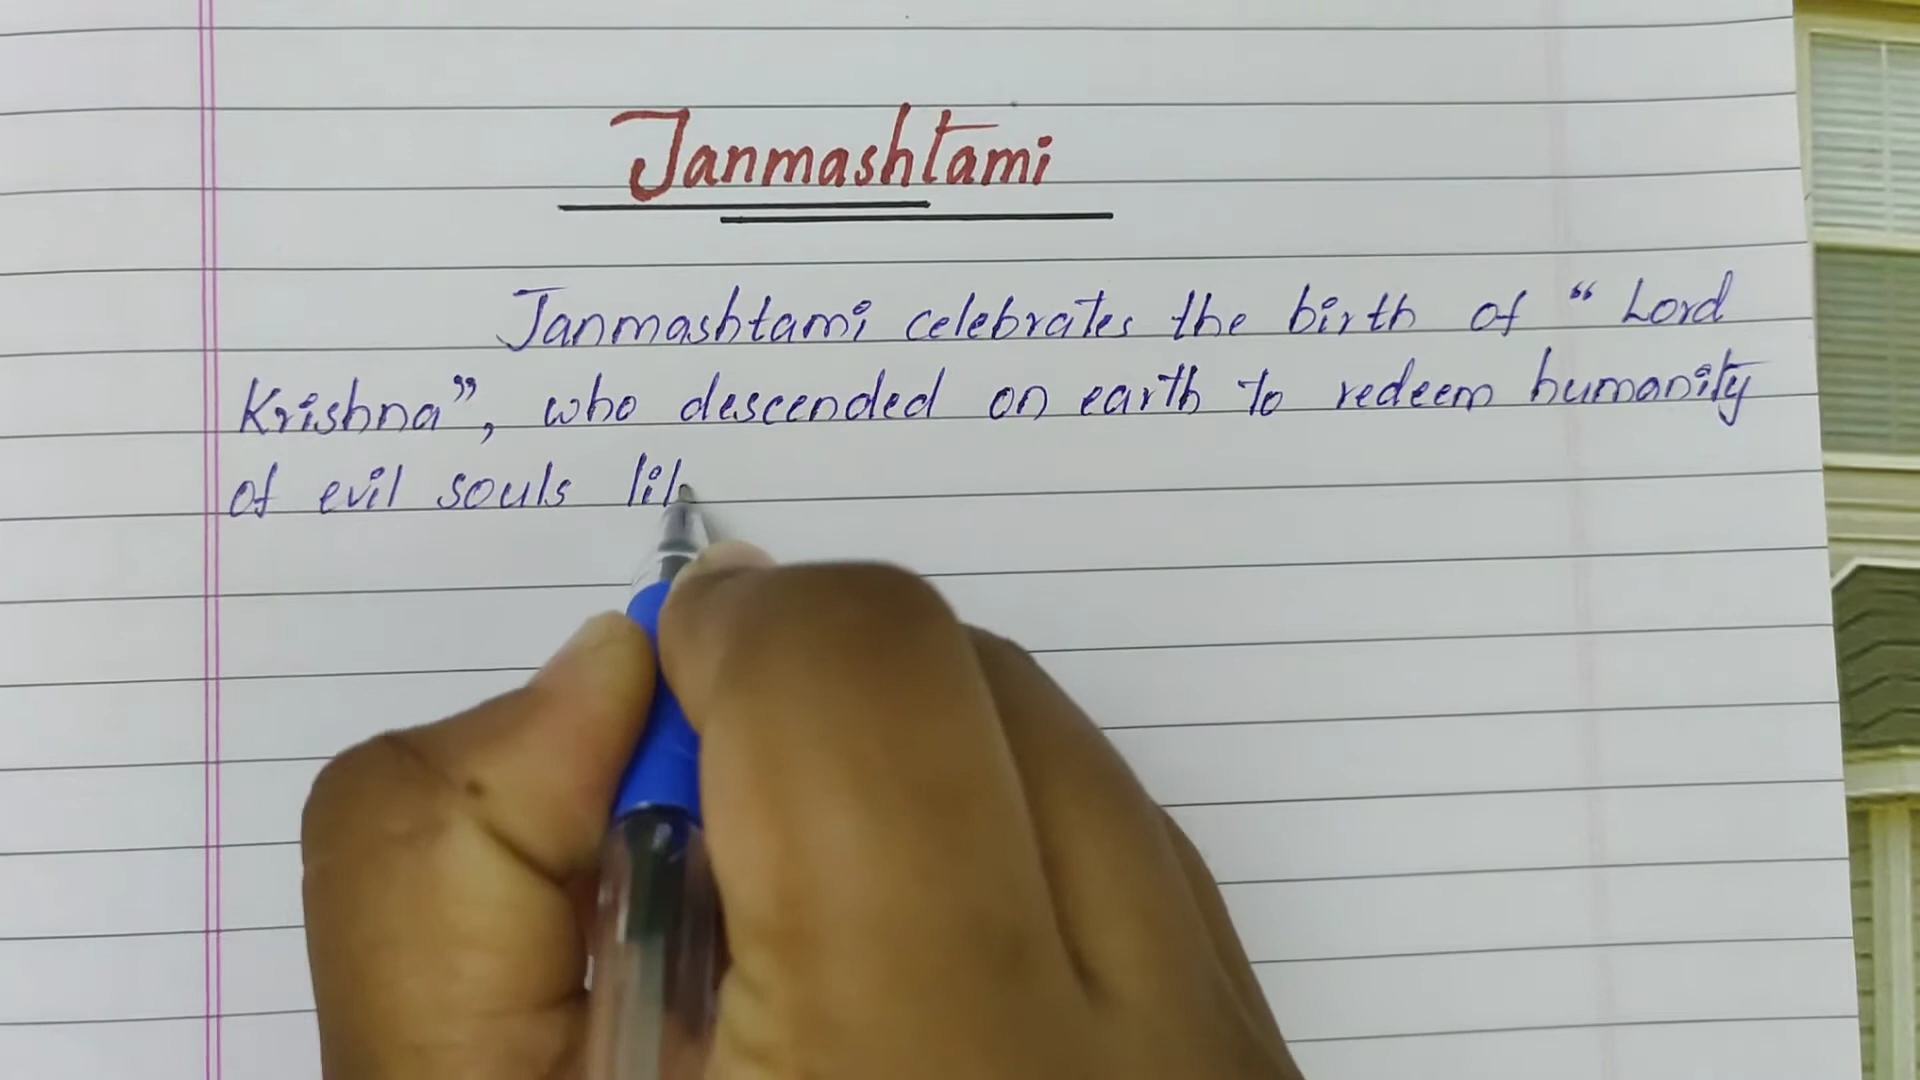 Janmashtami
Janmashtami celebrates the birth of “Lord
Krishna”, who descended on earth to redeem humanity
of evil souls